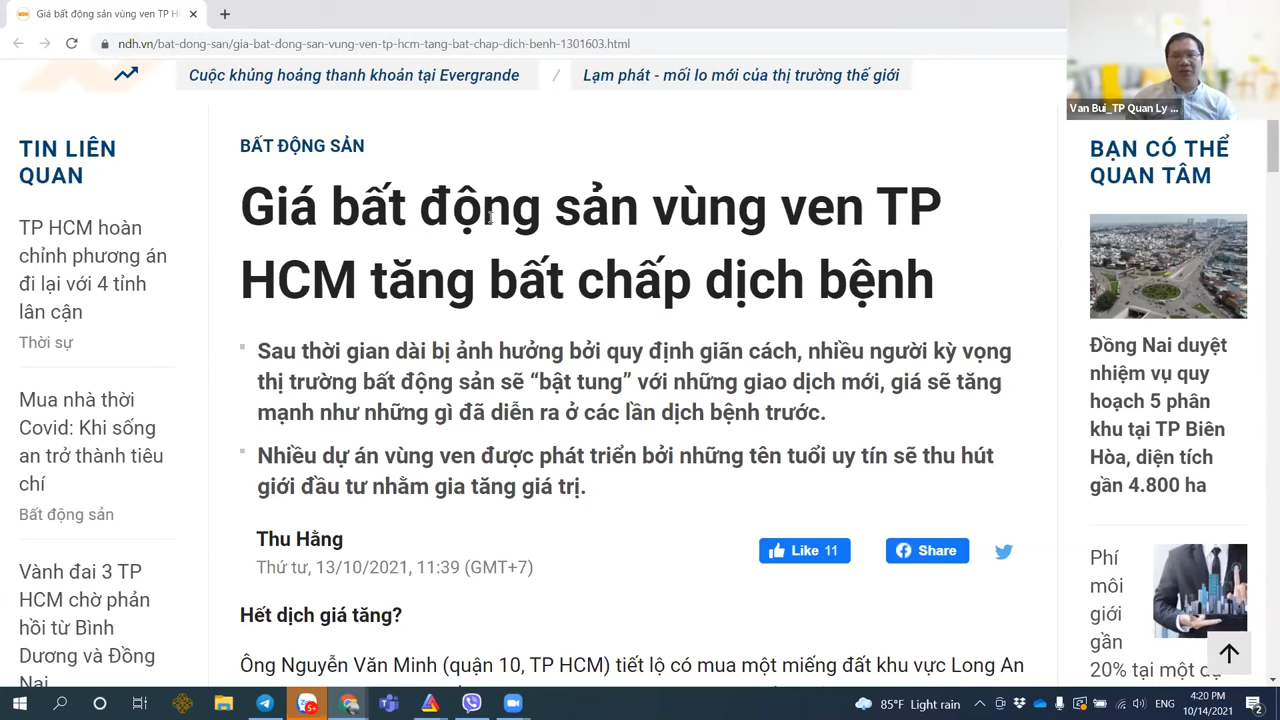 Giá bất động sản vùng ven TP H
ndh.vn/bat-dong-san/gia-bat-dong-san-vung-ven-tp-hcm-tang-bat-chap-dich-benh-1301603.html
Cuộc khủng hoảng thanh khoản tại Evergrande / Lạm phát - mối lo mới của thị trường thế giới
Van Bui_TP Quan Ly ...
TIN LIÊN
QUAN
TP HCM hoàn
chỉnh phương án
đi lại với 4 tỉnh
lân cận
Thời sự
Mua nhà thời
Covid: Khi sống
an trở thành tiêu
chí
Bất động sản
Vành đai 3 TP
HCM chờ phản
hồi từ Bình
Dương và Đồng
Nai
BẤT ĐỘNG SẢN
Giá bất động sản vùng ven TP
HCM tăng bất chấp dịch bệnh
Sau thời gian dài bị ảnh hưởng bởi quy định giãn cách, nhiều người kỳ vọng
thị trường bất động sản sẽ “bật tung” với những giao dịch mới, giá sẽ tăng
mạnh như những gì đã diễn ra ở các lần dịch bệnh trước.
Nhiều dự án vùng ven được phát triển bởi những tên tuổi uy tín sẽ thu hút
giới đầu tư nhằm gia tăng giá trị.
Thu Hằng
Thứ tư, 13/10/2021, 11:39 (GMT+7)
Like 11
Share
Hết dịch giá tăng?
Ông Nguyễn Văn Minh (quận 10, TP HCM) tiết lộ có mua một miếng đất khu vực Long An
BẠN CÓ THỂ
QUAN TÂM
Đồng Nai duyệt
nhiệm vụ quy
hoạch 5 phân
khu tại TP Biên
Hòa, diện tích
gần 4.800 ha
Phí
môi
giới
gần
20% tại một dự
5+
85°F Light rain
ENG
4:20 PM
10/14/2021
2